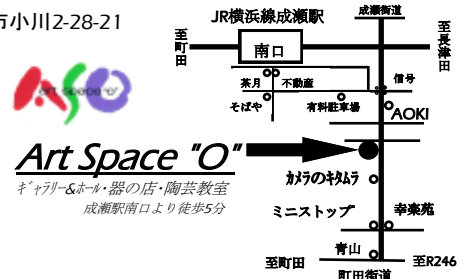 市小川2-28-21
ASO
art space "o"
Art Space "O"
ギャラリー&ホール・器の店・陶芸教室
成瀬駅南口より徒歩5分
JR横浜線成瀬駅
成瀬街道
至町田
南口
至長津田
茶月
不動産
信号
そばや
有料駐車場
AOKI
カメラのキタムラ
ミニストップ
幸楽苑
青山
至町田
至R246
町田街道